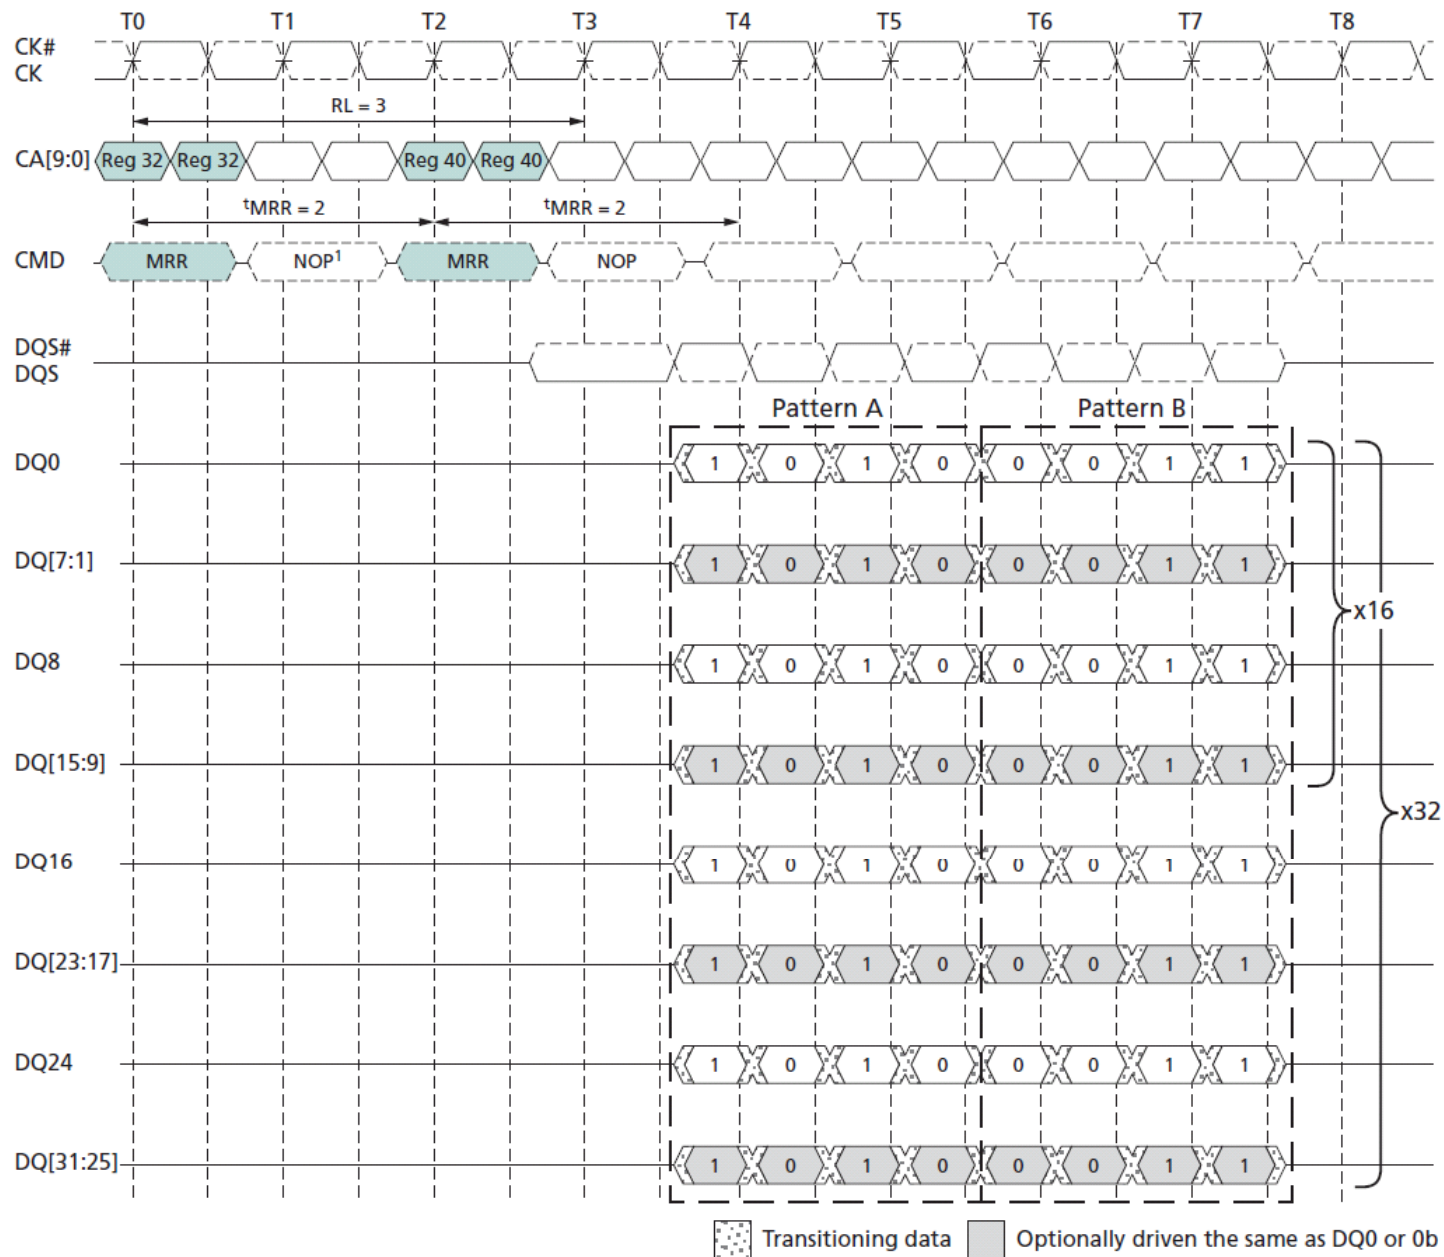 T0 T1 T2 T3 T4 T5 T6 T7 T8
CK#
CK
RL = 3
CA[9:0] Reg 32 Reg 32 Reg 40 Reg 40
tMRR = 2 tMRR = 2
CMD MRR NOP1 MRR NOP
DQS#
DQS
Pattern A Pattern B
DQ0 1 0 1 0 0 0 1 1
DQ[7:1] 1 0 1 0 0 0 1 1
x16
DQ8 1 0 1 0 0 0 1 1
DQ[15:9] 1 0 1 0 0 0 1 1
x32
DQ16 1 0 1 0 0 0 1 1
DQ[23:17] 1 0 1 0 0 0 1 1
DQ24 1 0 1 0 0 0 1 1
DQ[31:25] 1 0 1 0 0 0 1 1
Transitioning data Optionally driven the same as DQ0 or 0b